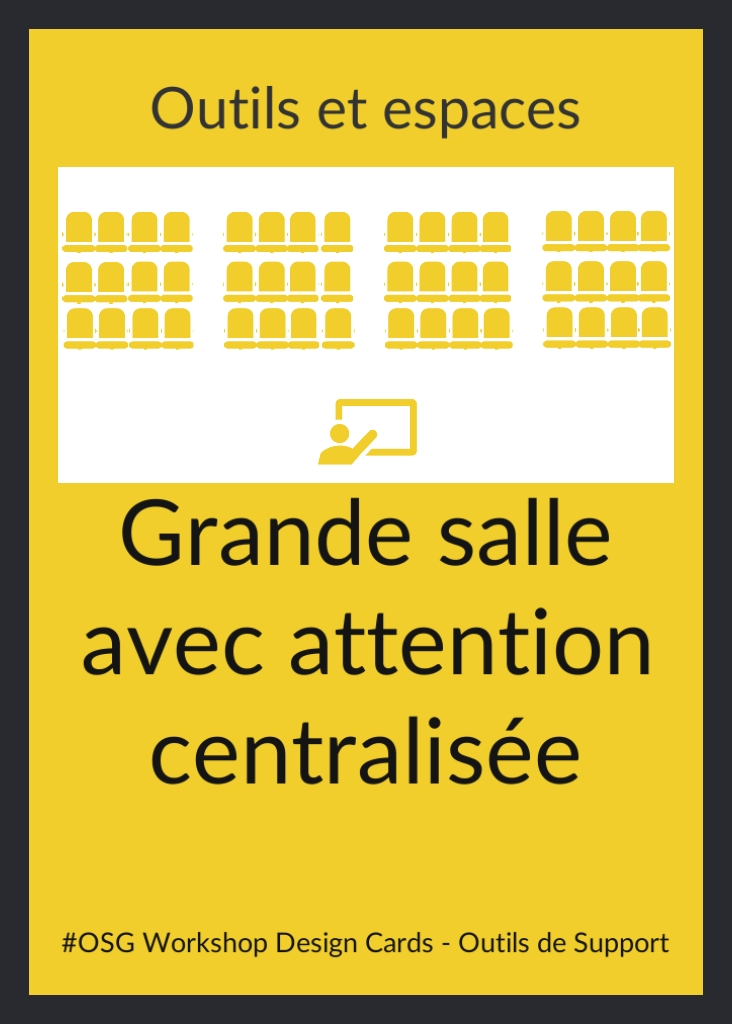 Outils et espaces
Grande salle
avec attention
centralisée
#OSG Workshop Design Cards - Outils de Support